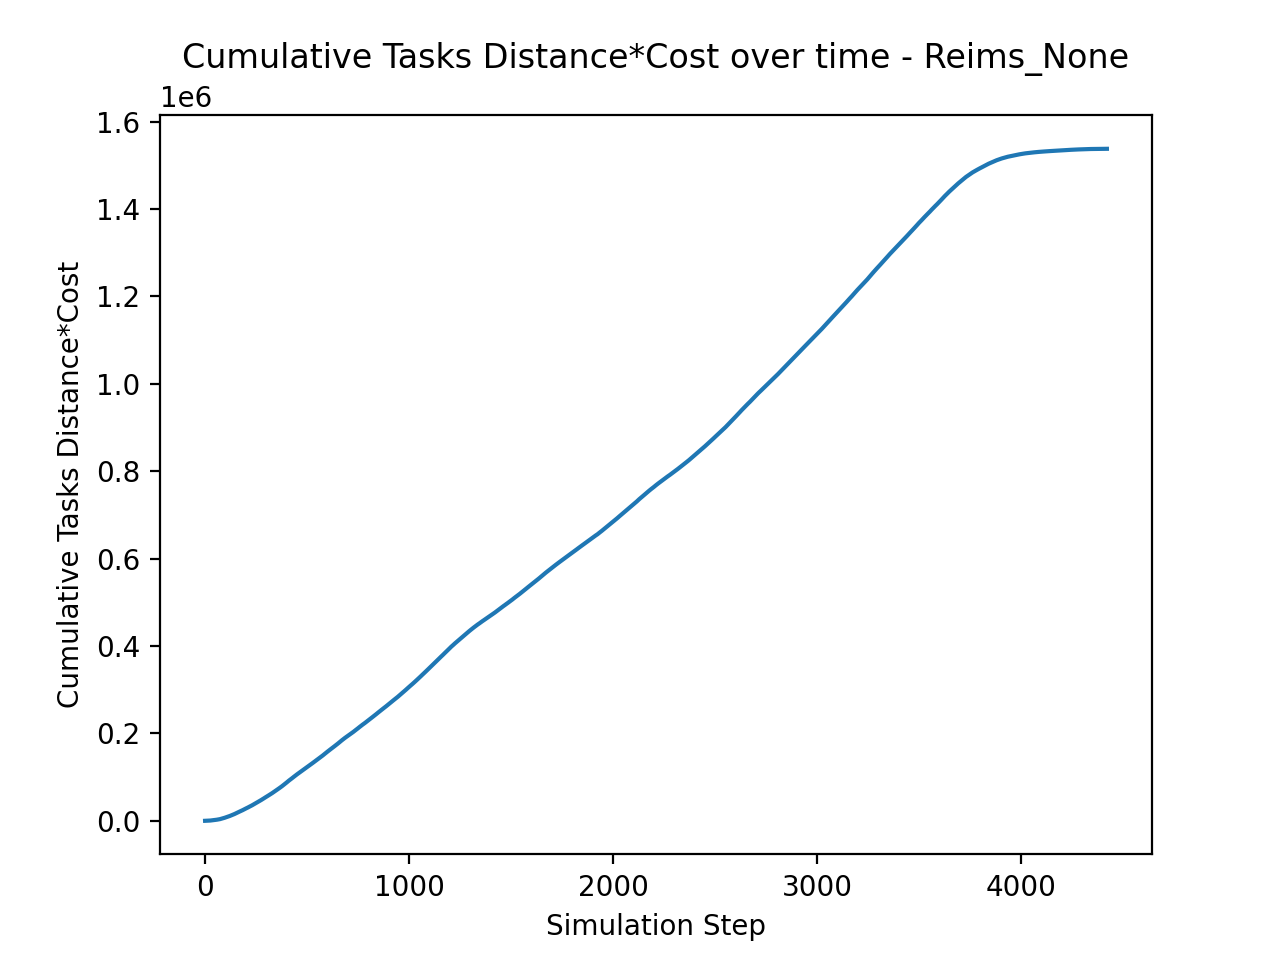 Cumulative Tasks Distance*Cost over time - Reims_None
1e6
1.6
1.4
1.2
1.0
0.8
0.6
0.4
0.2
0.0
Cumulative Tasks Distance*Cost
0 1000 2000 3000 4000
Simulation Step